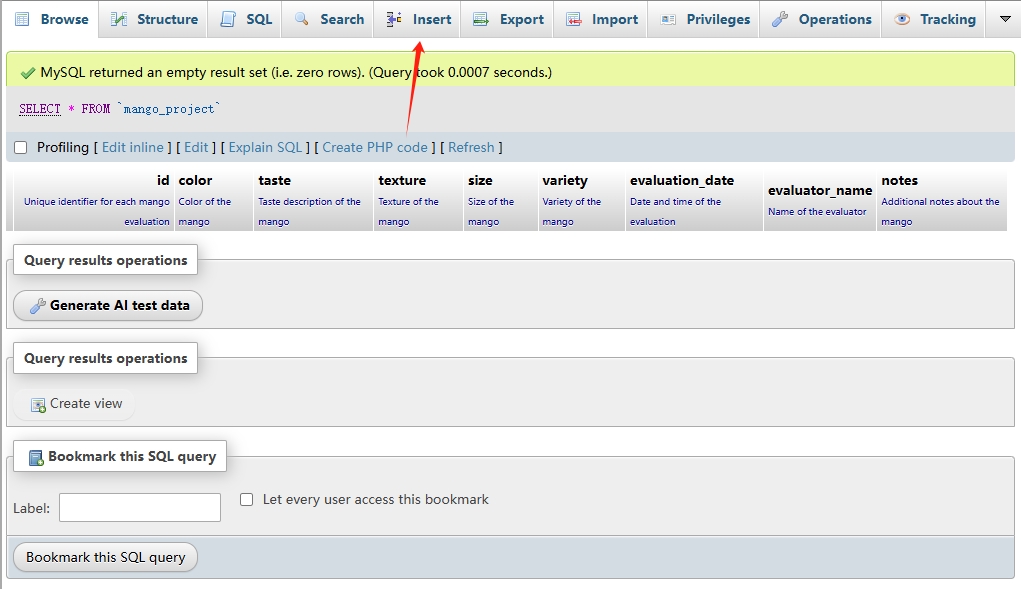 Browse Structure SQL Search Insert Export Import Privileges Operations Tracking
MySQL returned an empty result set (i.e. zero rows). (Query took 0.0007 seconds.)
SELECT * FROM `mango_project`
Profiling [ Edit inline ] [ Edit ] [ Explain SQL ] [ Create PHP code ] [ Refresh ]
id
Unique identifier for each mango
evaluation
color
Color of the
mango
taste
Taste description of the
mango
texture
Texture of the
mango
size
Size of the
mango
variety
Variety of the
mango
evaluation_date
Date and time of the
evaluation
evaluator_name
Name of the evaluator
notes
Additional notes about the
mango
Query results operations
Generate AI test data
Query results operations
Create view
Bookmark this SQL query
Label:
Let every user access this bookmark
Bookmark this SQL query